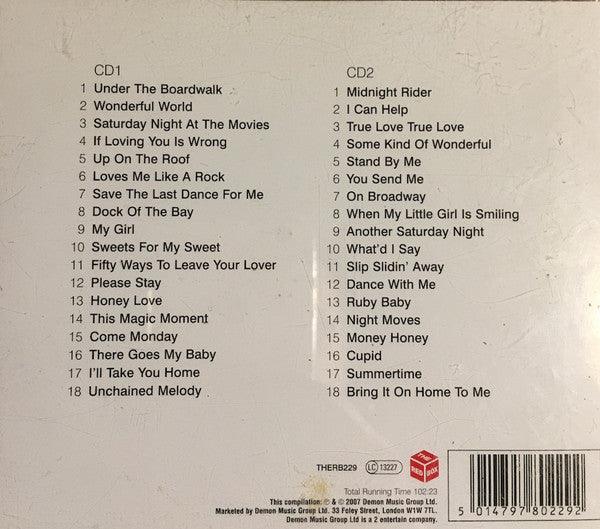 CD1
1 Under The Boardwalk
2 Wonderful World
3 Saturday Night At The Movies
4 If Loving You Is Wrong
5 Up On The Roof
6 Loves Me Like A Rock
7 Save The Last Dance For Me
8 Dock Of The Bay
9 My Girl
10 Sweets For My Sweet
11 Fifty Ways To Leave Your Lover
12 Please Stay
13 Honey Love
14 This Magic Moment
15 Come Monday
16 There Goes My Baby
17 I'll Take You Home
18 Unchained Melody
CD2
1 Midnight Rider
2 I Can Help
3 True Love True Love
4 Some Kind Of Wonderful
5 Stand By Me
6 You Send Me
7 On Broadway
8 When My Little Girl Is Smiling
9 Another Saturday Night
10 What'd I Say
11 Slip Slidin' Away
12 Dance With Me
13 Ruby Baby
14 Night Moves
15 Money Honey
16 Cupid
17 Summertime
18 Bring It On Home To Me
THERB229 LC 13227
THE
RED BOX
Total Running Time 102:23
This compilation: ℗ & © 2007 Demon Music Group Ltd.
Marketed by Demon Music Group Ltd. 33 Foley Street, London W1W 7TL.
Demon Music Group Ltd is a 2 entertain company.
5 014797 802292